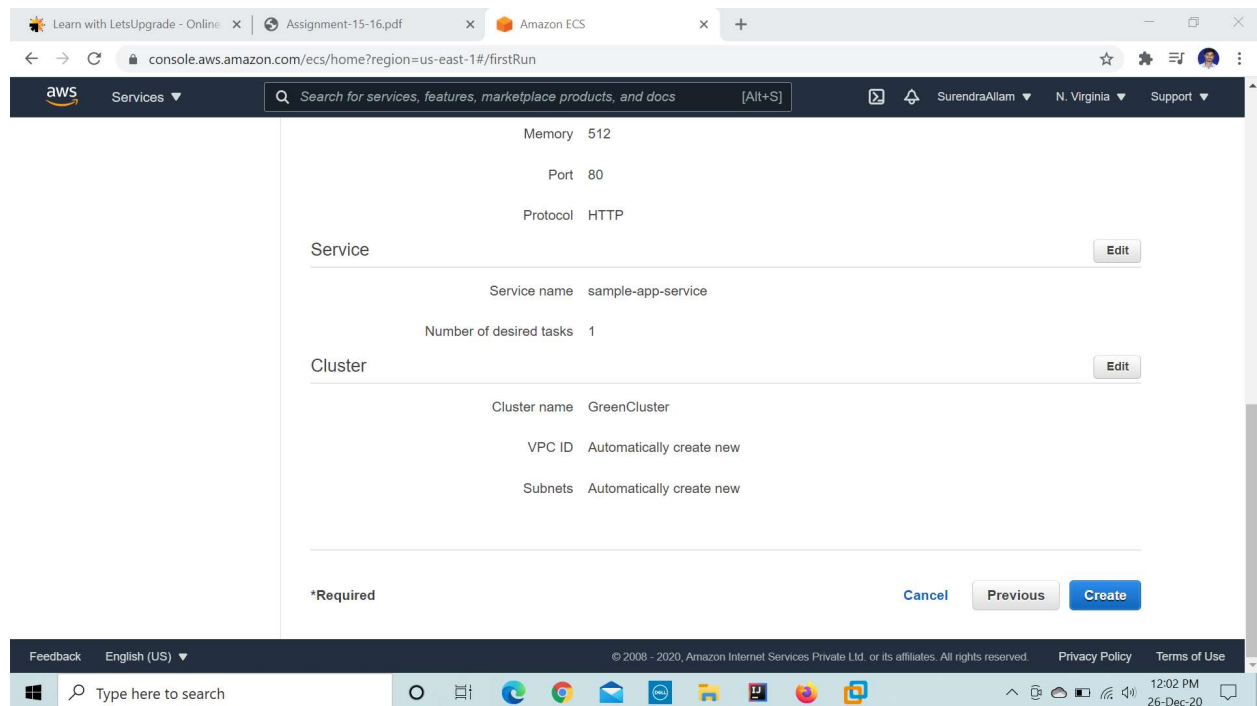 Learn with LetsUpgrade - Online
Assignment-15-16.pdf
Amazon ECS
console.aws.amazon.com/ecs/home?region=us-east-1#/firstRun
aws Services Search for services, features, marketplace products, and docs [Alt+S] SurendraAllam N. Virginia Support
Memory 512
Port 80
Protocol HTTP
Service Edit
Service name sample-app-service
Number of desired tasks 1
Cluster Edit
Cluster name GreenCluster
VPC ID Automatically create new
Subnets Automatically create new
*Required Cancel Previous Create
Feedback English (US) © 2008 - 2020, Amazon Internet Services Private Ltd. or its affiliates. All rights reserved. Privacy Policy Terms of Use
Type here to search DELL IJ 12:02 PM
26-Dec-20